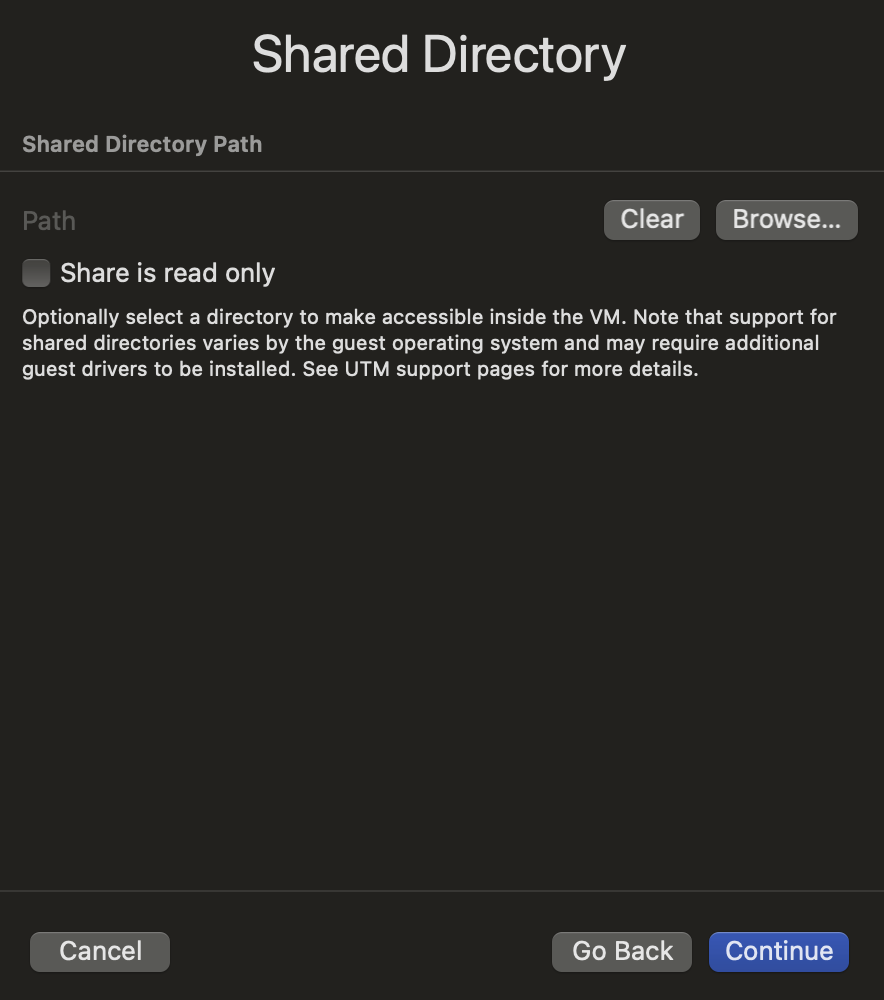 Shared Directory
Shared Directory Path
Path
Clear
Browse...
Share is read only
Optionally select a directory to make accessible inside the VM. Note that support for
shared directories varies by the guest operating system and may require additional
guest drivers to be installed. See UTM support pages for more details.
Cancel
Go Back
Continue